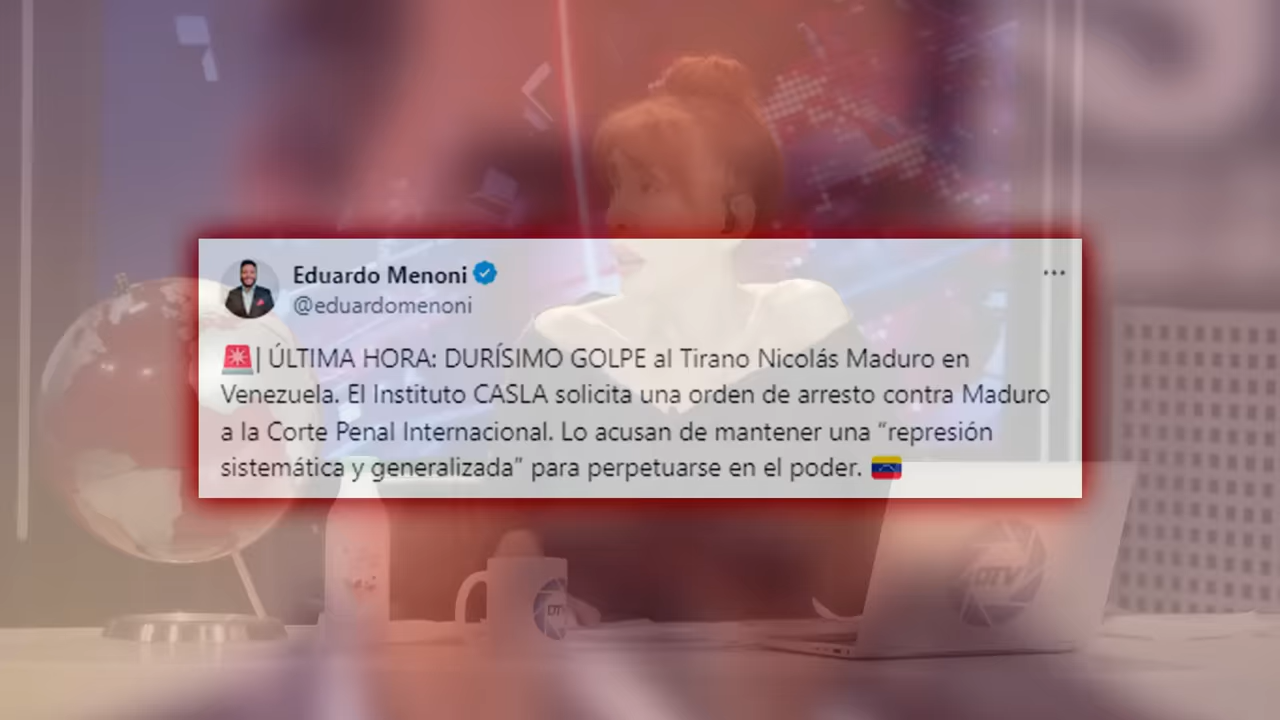 Eduardo Menoni
@eduardomenoni
🚨| ÚLTIMA HORA: DURÍSIMO GOLPE al Tirano Nicolás Maduro en
Venezuela. El Instituto CASLA solicita una orden de arresto contra Maduro
a la Corte Penal Internacional. Lo acusan de mantener una “represión
sistemática y generalizada” para perpetuarse en el poder. 🇻🇪
DTV